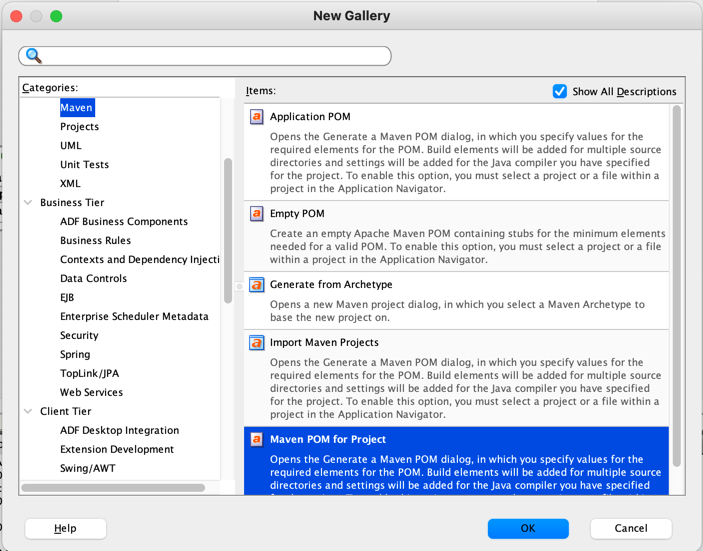 New Gallery
Categories:
Maven
Projects
UML
Unit Tests
XML
Business Tier
ADF Business Components
Business Rules
Contexts and Dependency Injecti
Data Controls
EJB
Enterprise Scheduler Metadata
Security
Spring
TopLink/JPA
Web Services
Client Tier
ADF Desktop Integration
Extension Development
Swing/AWT
Items:
Show All Descriptions
Application POM
Opens the Generate a Maven POM dialog, in which you specify values for the
required elements for the POM. Build elements will be added for multiple source
directories and settings will be added for the Java compiler you have specified
for the project. To enable this option, you must select a project or a file within a
project in the Application Navigator.
Empty POM
Create an empty Apache Maven POM containing stubs for the minimum elements
needed for a valid POM. To enable this option, you must select a project or a file
within a project in the Application Navigator.
Generate from Archetype
Opens a new Maven project dialog, in which you select a Maven Archetype to
base the new project on.
Import Maven Projects
Opens the Generate a Maven POM dialog, in which you specify values for the
required elements for the POM. Build elements will be added for multiple source
directories and settings will be added for the Java compiler you have specified
for the project. To enable this option, you must select a project or a file within a
project in the Application Navigator.
Maven POM for Project
Opens the Generate a Maven POM dialog, in which you specify values for the
required elements for the POM. Build elements will be added for multiple source
directories and settings will be added for the Java compiler you have specified
Help
OK
Cancel